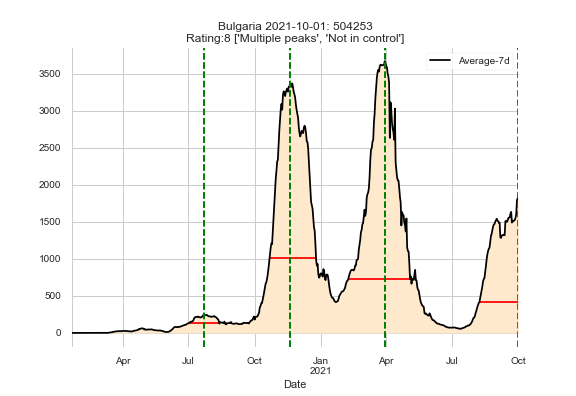 Bulgaria 2021-10-01: 504253
Rating:8 ['Multiple peaks', 'Not in control']
Average-7d
3500
3000
2500
2000
1500
1000
500
0
Apr Jul Oct Jan Apr Jul Oct
2021
Date